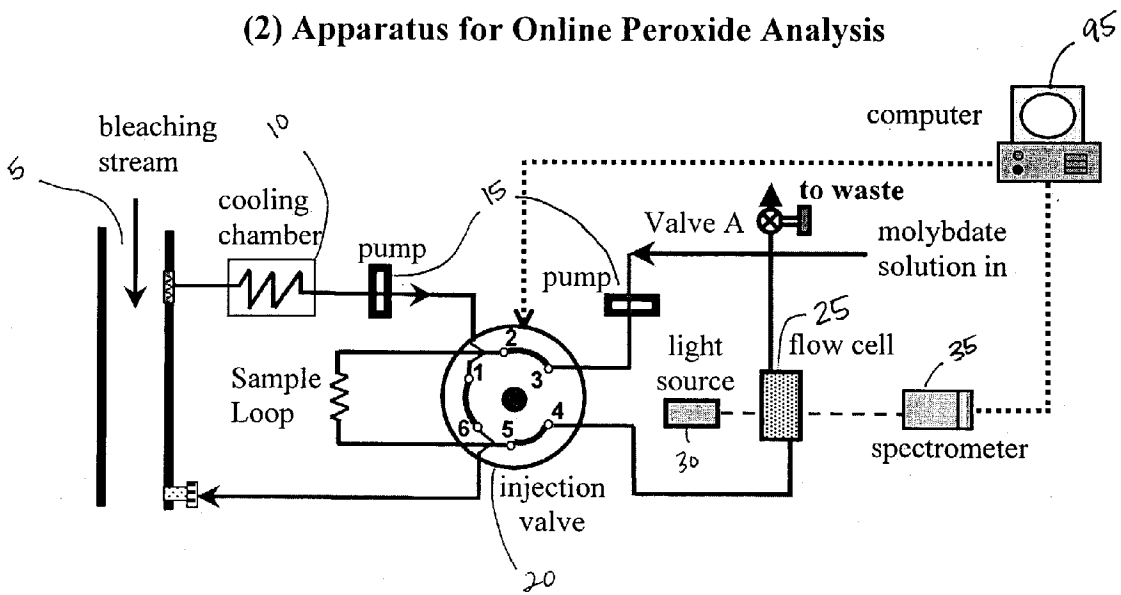 (2) Apparatus for Online Peroxide Analysis
95
computer
bleaching
stream
10
5
cooling
chamber
15
pump
to waste
Valve A
molybdate
solution in
pump
2
25
light
source
flow cell
35
Sample
Loop
1
3
4
6
5
30
spectrometer
injection
valve
20